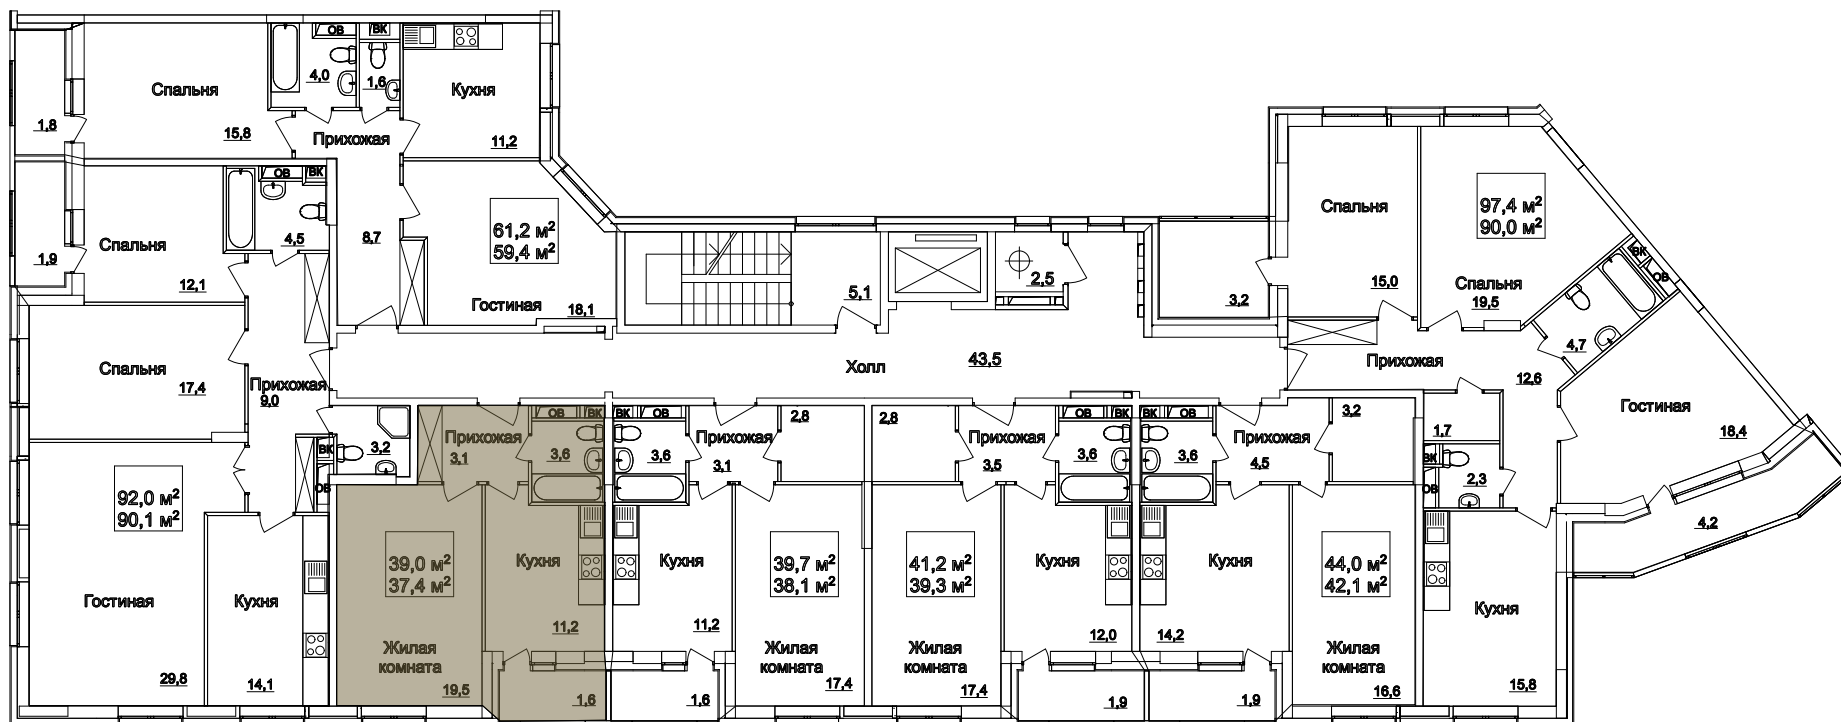 ОВ
ВК
4,0
1,6
Спальня
15,8
1,8
Кухня
11,2
Прихожая
8,7
61,2 м²
59,4 м²
Гостиная
18,1
ОВ
ВК
4,5
Спальня
12,1
1,9
Спальня
17,4
Прихожая
9,0
ВК
ОВ
3,2
92,0 м²
90,1 м²
Гостиная
29,8
Кухня
14,1
5,1
2,5
Холл
43,5
3,2
Спальня
15,0
97,4 м²
90,0 м²
Спальня
19,5
ВК
ОВ
4,7
Прихожая
12,6
Гостиная
18,4
1,7
ВК
ОВ
2,3
4,2
Кухня
15,8
Прихожая
3,1
ОВ
ВК
3,6
39,0 м²
37,4 м²
Кухня
11,2
Жилая
комната
19,5
1,6
ВК
ОВ
3,6
Прихожая
3,1
2,8
39,7 м²
38,1 м²
Кухня
11,2
Жилая
комната
17,4
1,6
2,8
Прихожая
3,5
ОВ
ВК
3,6
41,2 м²
39,3 м²
Кухня
12,0
Жилая
комната
17,4
1,9
ВК
ОВ
3,6
Прихожая
4,5
3,2
44,0 м²
42,1 м²
Кухня
14,2
Жилая
комната
16,6
1,9